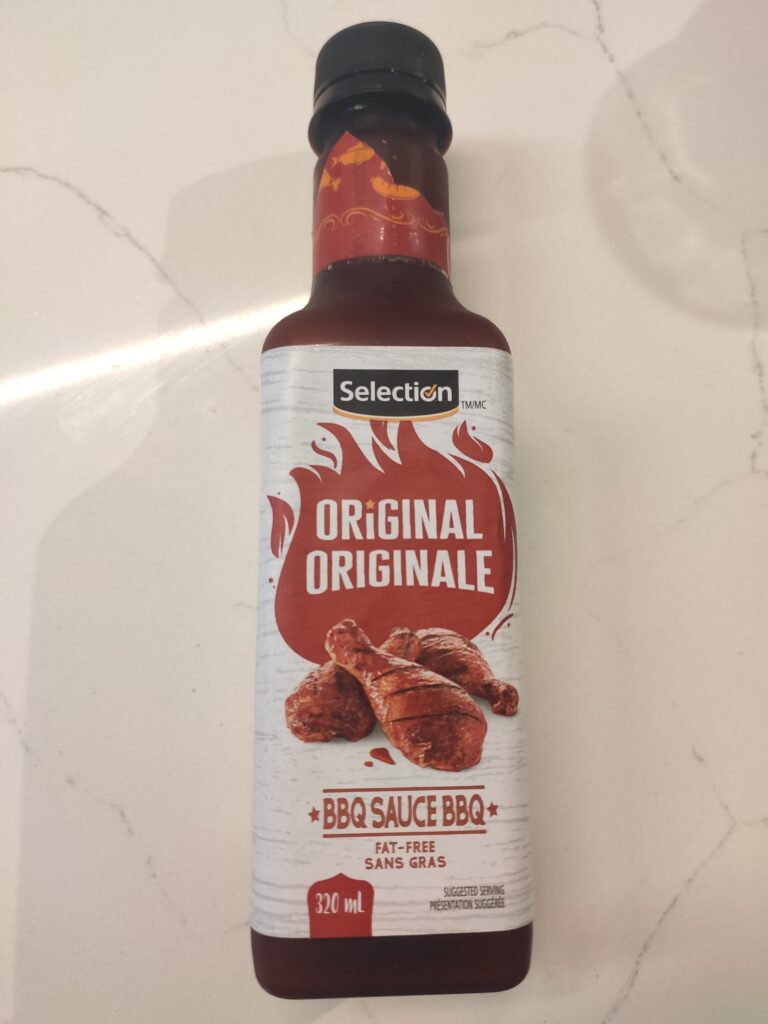 Selection
TM/MC
ORiGINAL
ORIGINALE
BBQ SAUCE BBQ
FAT-FREE
SANS GRAS
320 mL
SUGGESTED SERVING
PRÉSENTATION SUGGÉRÉE